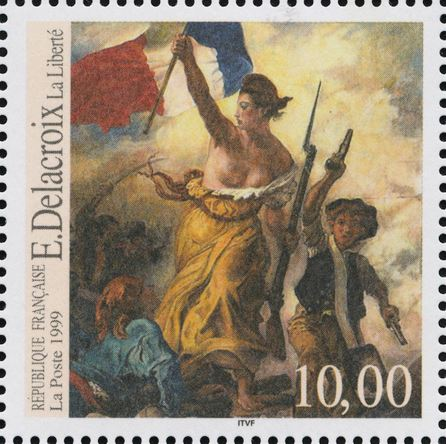 E.Delacroix La Liberté
RÉPUBLIQUE FRANÇAISE
La Poste 1999
10,00
ITVF